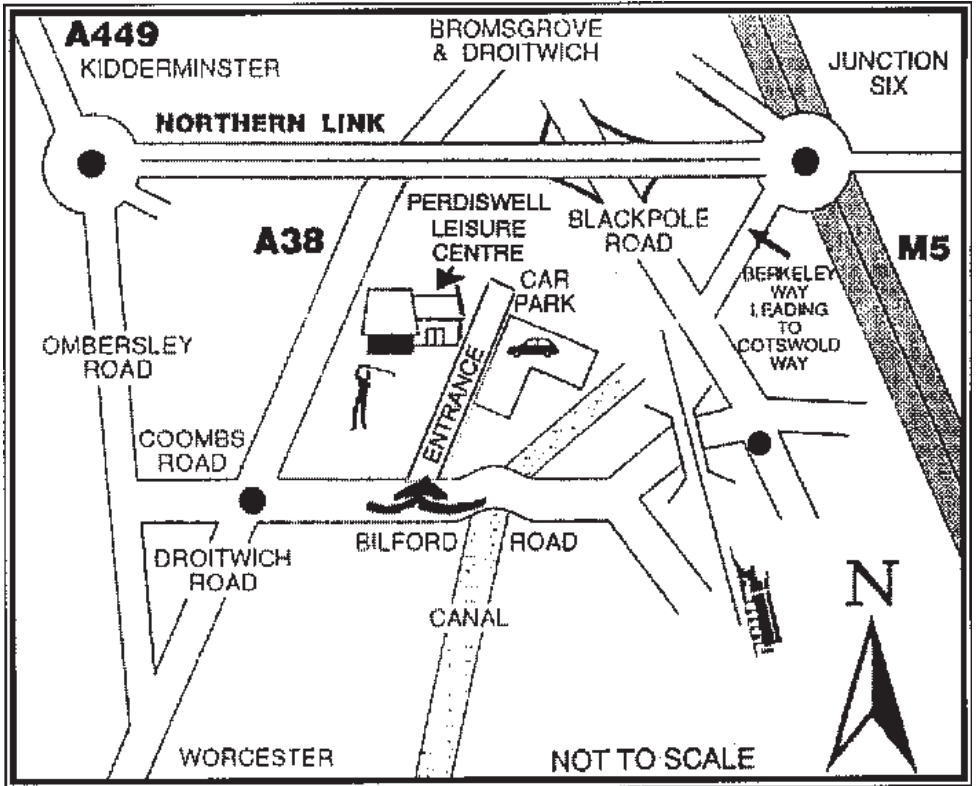 A449
KIDDERMINSTER
BROMSGROVE
& DROITWICH
JUNCTION
SIX
NORTHERN LINK
PERDISWELL
LEISURE
CENTRE
BLACKPOLE
ROAD
A38
M5
CAR
PARK
BERKELEY
WAY
LEADING
TO
COTSWOLD
WAY
OMBERSLEY
ROAD
ENTRANCE
COOMBS
ROAD
BILFORD ROAD
DROITWICH
ROAD
N
CANAL
WORCESTER
NOT TO SCALE